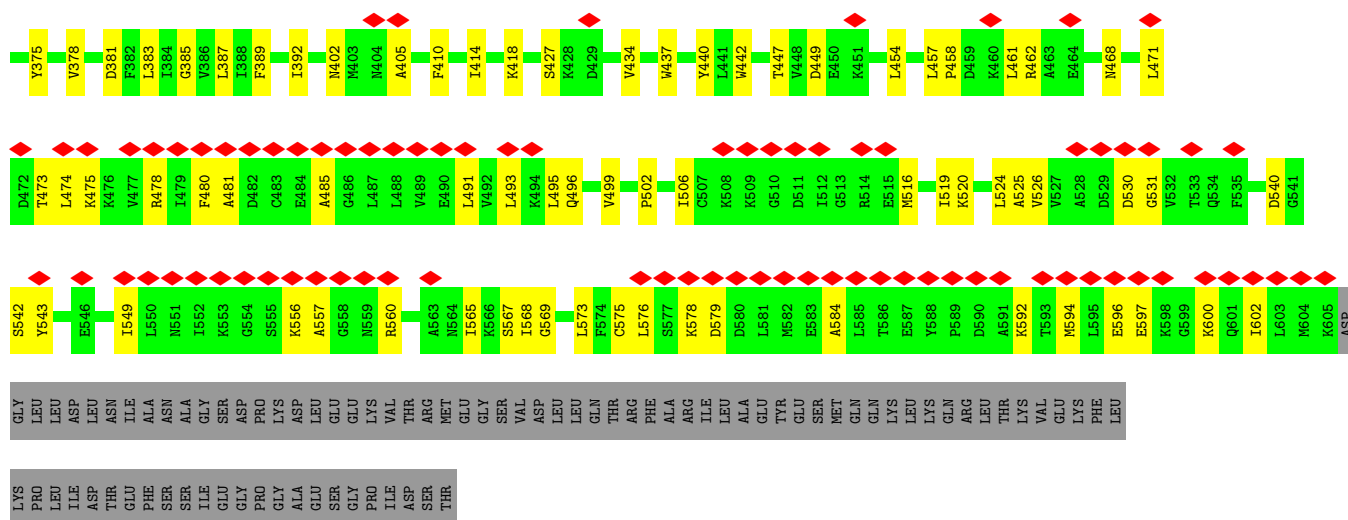 Y375 V378 D381 F382 L383 I384 G385 V386 L387 I388 F389 I392 N402 M403 N404 A405 F410 I414 K418 S427 K428 D429 V434 W437 Y440 L441 W442 T447 V448 D449 E450 K451 L454 L457 P458 D459 K460 L461 R462 A463 E464 N468 L471
D472 T473 L474 K475 K476 V477 R478 I479 F480 A481 D482 C483 E484 A485 G486 L487 L488 V489 E490 L491 V492 L493 K494 L495 Q496 V499 P502 I506 C507 K508 K509 G510 D511 I512 G513 R514 E515 M516 I519 K520 L524 A525 V526 V527 A528 D529 D530 G531 V532 T533 Q534 F535 D540 G541
S542 Y543 E546 I549 L550 N551 I552 K553 G554 S555 K556 A557 G558 N559 R560 A563 N564 I565 K566 S567 I568 G569 L573 F574 C575 L576 S577 K578 D579 D580 L581 M582 E583 A584 L585 T586 E587 Y588 P589 D590 A591 K592 T593 M594 L595 E596 E597 K598 G599 K600 Q601 I602 L603 M604 K605 ASP
GLY LEU LEU ASP LEU ASN ILE ALA ASN ALA GLY SER ASP PRO LYS ASP LEU GLU GLU LYS VAL THR ARG MET GLU GLY SER VAL ASP LEU LEU GLN THR ARG PHE ALA ARG ILE LEU ALA GLU TYR GLU SER MET GLN GLN LYS LEU LYS GLN ARG LEU THR LYS VAL GLU LYS PHE LEU
LYS PRO LEU ILE ASP THR GLU PHE SER SER ILE GLU GLY PRO GLY ALA GLU SER GLY PRO ILE ASP SER THR